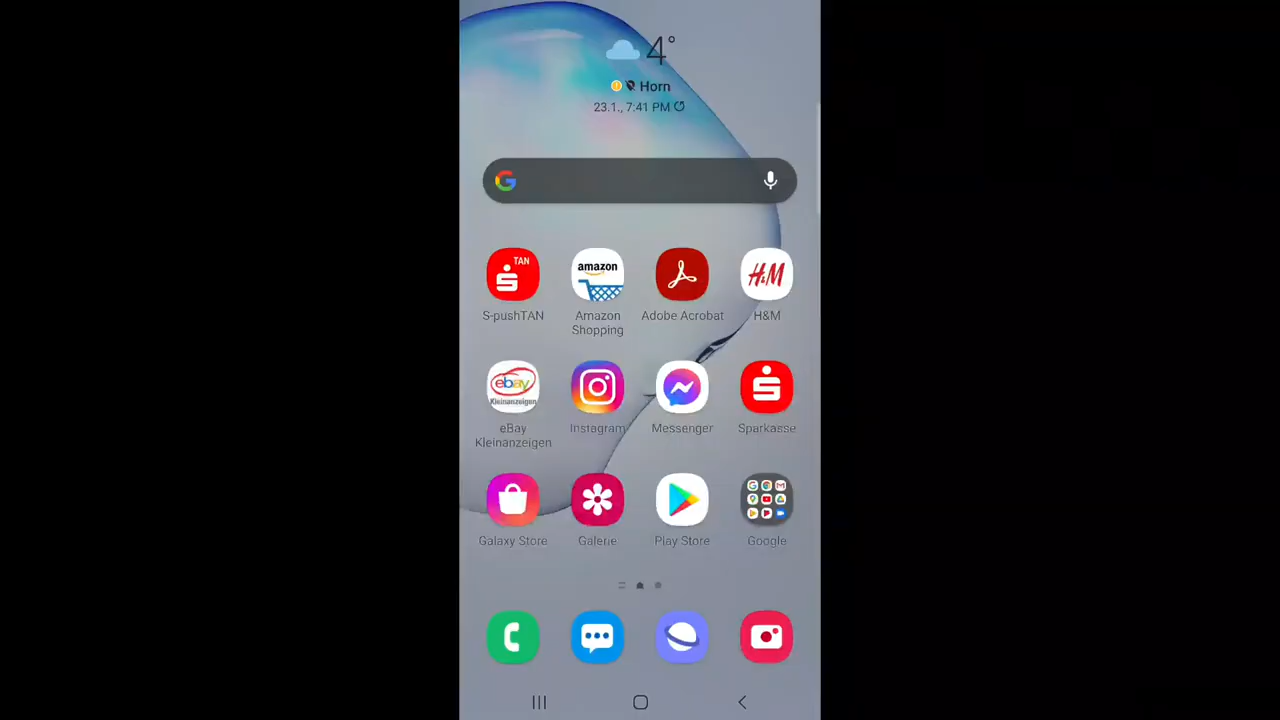 4°
Horn
23.1., 7:41 PM
TAN
amazon
H&M
S-pushTAN
Amazon
Shopping
Adobe Acrobat
H&M
ebay
Kleinanzeigen
eBay
Kleinanzeigen
Instagram
Messenger
Sparkasse
Galaxy Store
Galerie
Play Store
Google